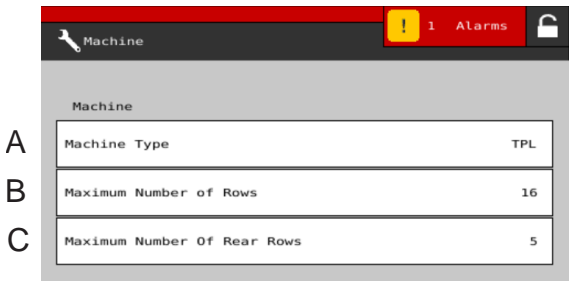 ! 1 Alarms
Machine
Machine
A Machine Type TPL
B Maximum Number of Rows 16
C Maximum Number Of Rear Rows 5